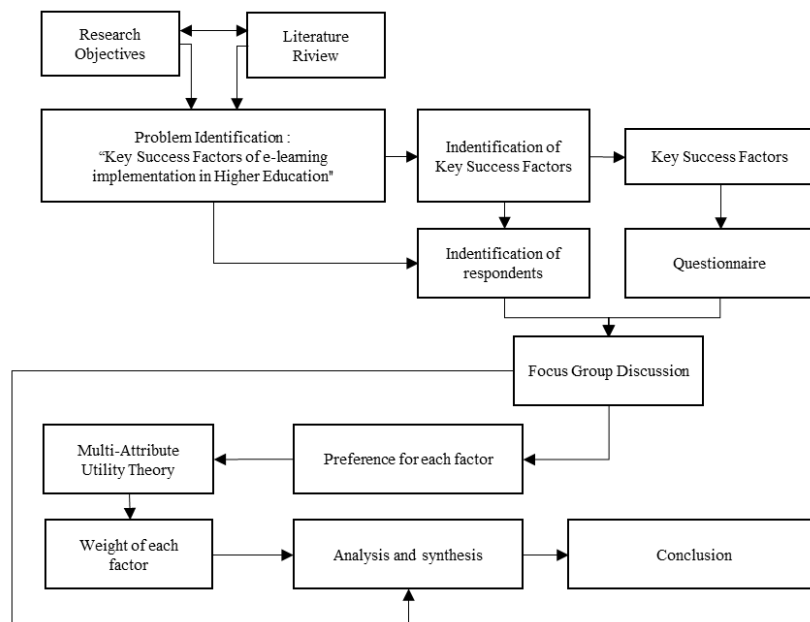 Research
Objectives
Literature
Riview
Problem Identification :
“Key Success Factors of e-learning
implementation in Higher Education"
Indentification of
Key Success Factors
Key Success Factors
Indentification of
respondents
Questionnaire
Focus Group Discussion
Multi-Attribute
Utility Theory
Preference for each factor
Weight of each
factor
Analysis and synthesis
Conclusion